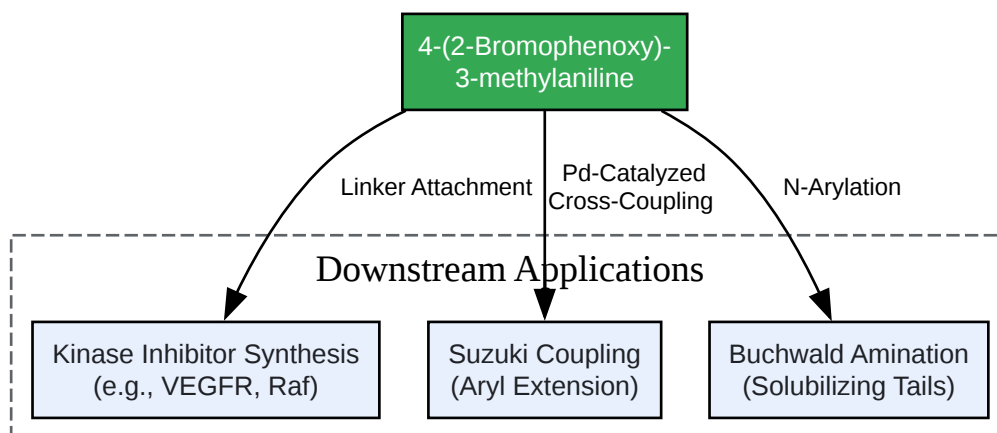 4-(2-Bromophenoxy)-
3-methylaniline
Linker Attachment
Pd-Catalyzed
Cross-Coupling
N-Arylation
Downstream Applications
Kinase Inhibitor Synthesis
(e.g., VEGFR, Raf)
Suzuki Coupling
(Aryl Extension)
Buchwald Amination
(Solubilizing Tails)